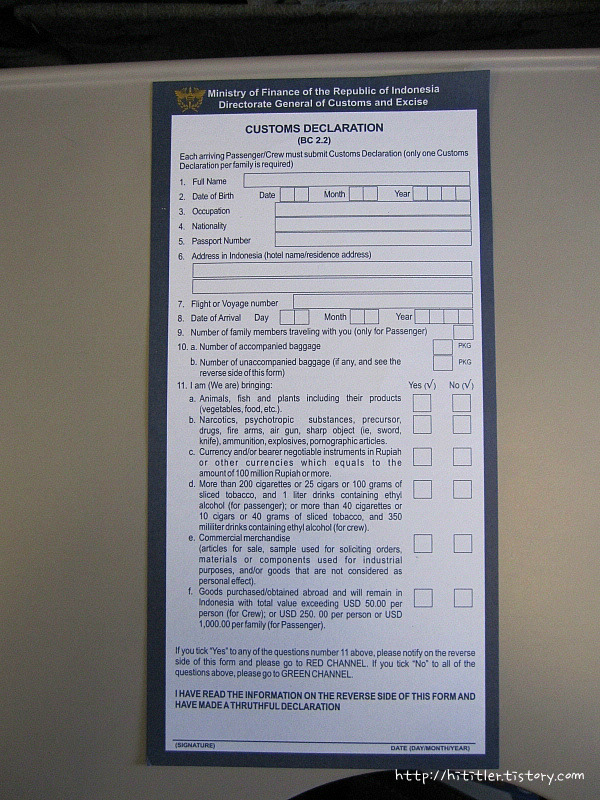 Ministry of Finance of the Republic of Indonesia
Directorate General of Customs and Excise
CUSTOMS DECLARATION
(BC 2.2)
Each arriving Passenger/Crew must submit Customs Declaration (only one Customs
Declaration per family is required)
1. Full Name
2. Date of Birth Date Month Year
3. Occupation
4. Nationality
5. Passport Number
6. Address in Indonesia (hotel name/residence address)
7. Flight or Voyage number
8. Date of Arrival Day Month Year
9. Number of family members traveling with you (only for Passenger)
10. a. Number of accompanied baggage PKG
b. Number of unaccompanied baggage (if any, and see the PKG
reverse side of this form)
11. I am (We are) bringing: Yes (√) No (√)
a. Animals, fish and plants including their products
(vegetables, food, etc.).
b. Narcotics, psychotropic substances, precursor,
drugs, fire arms, air gun, sharp object (ie, sword,
knife), ammunition, explosives, pornographic articles.
c. Currency and/or bearer negotiable instruments in Rupiah
or other currencies which equals to the
amount of 100 million Rupiah or more.
d. More than 200 cigarettes or 25 cigars or 100 grams of
sliced tobacco, and 1 liter drinks containing ethyl
alcohol (for passenger); or more than 40 cigarettes or
10 cigars or 40 grams of sliced tobacco, and 350
mililiter drinks containing ethyl alcohol (for crew).
e. Commercial merchandise
(articles for sale, sample used for soliciting orders,
materials or components used for industrial
purposes, and/or goods that are not considered as
personal effect).
f. Goods purchased/obtained abroad and will remain in
Indonesia with total value exceeding USD 50.00 per
person (for Crew); or USD 250. 00 per person or USD
1,000.00 per family (for Passenger).
If you tick "Yes" to any of the questions number 11 above, please notify on the reverse
side of this form and please go to RED CHANNEL. If you tick "No" to all of the
questions above, please go to GREEN CHANNEL.
I HAVE READ THE INFORMATION ON THE REVERSE SIDE OF THIS FORM AND
HAVE MADE A THRUTHFUL DECLARATION
(SIGNATURE) DATE (DAY/MONTH/YEAR)
http://hititler.tistory.com